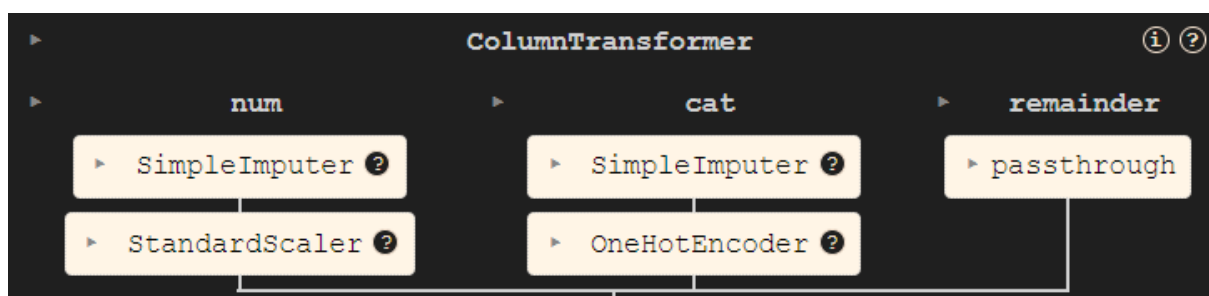 ColumnTransformer i ?
num cat remainder
SimpleImputer ? SimpleImputer ? passthrough
StandardScaler ? OneHotEncoder ?